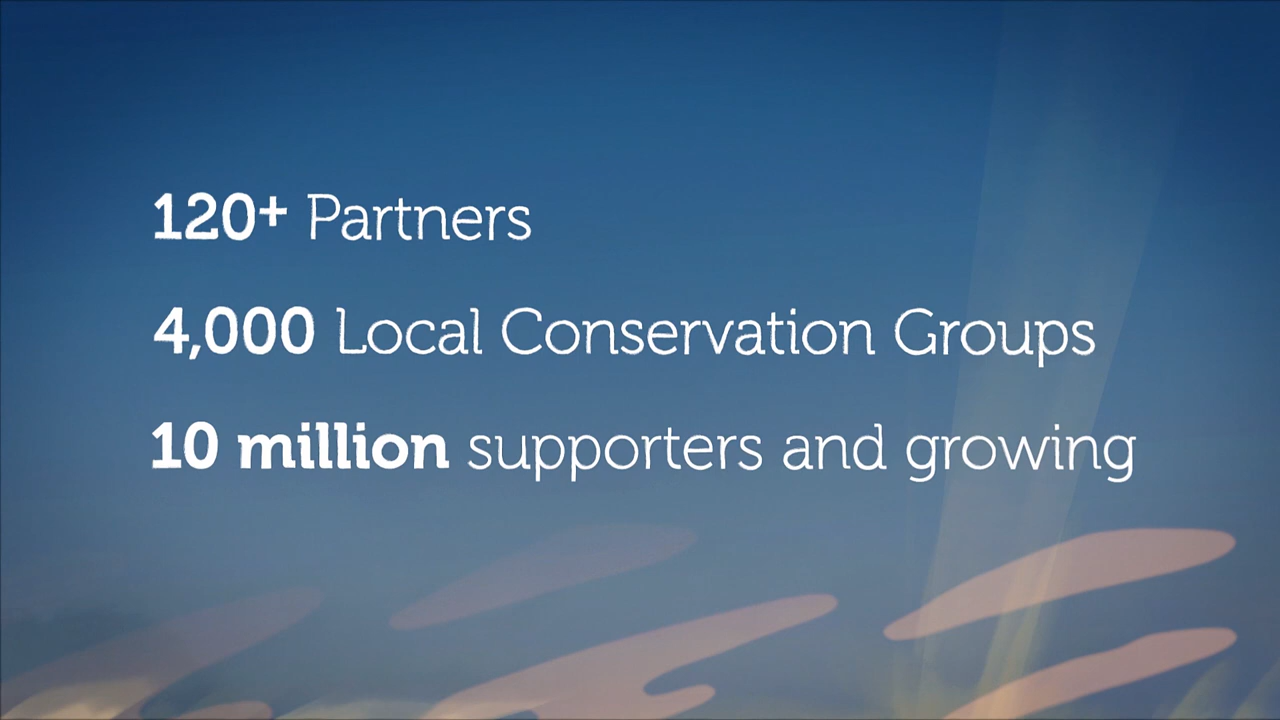 120+ Partners
4,000 Local Conservation Groups
10 million supporters and growing